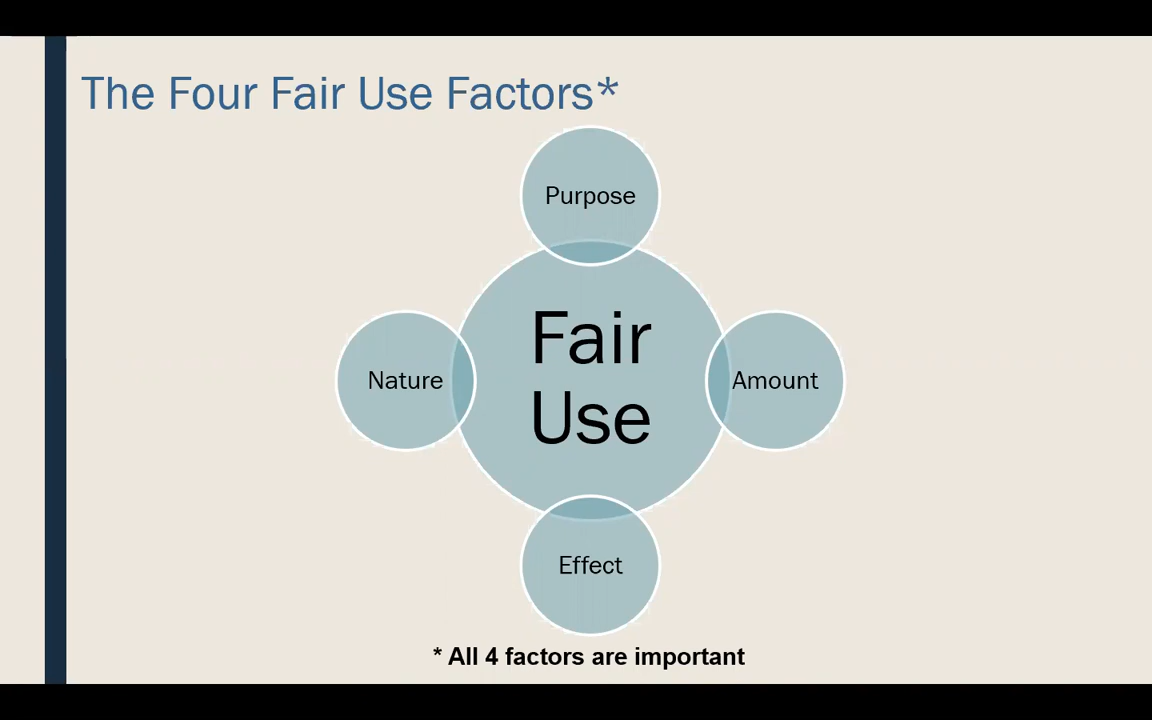 The Four Fair Use Factors*
Purpose
Fair
Use
Nature
Amount
Effect
* All 4 factors are important